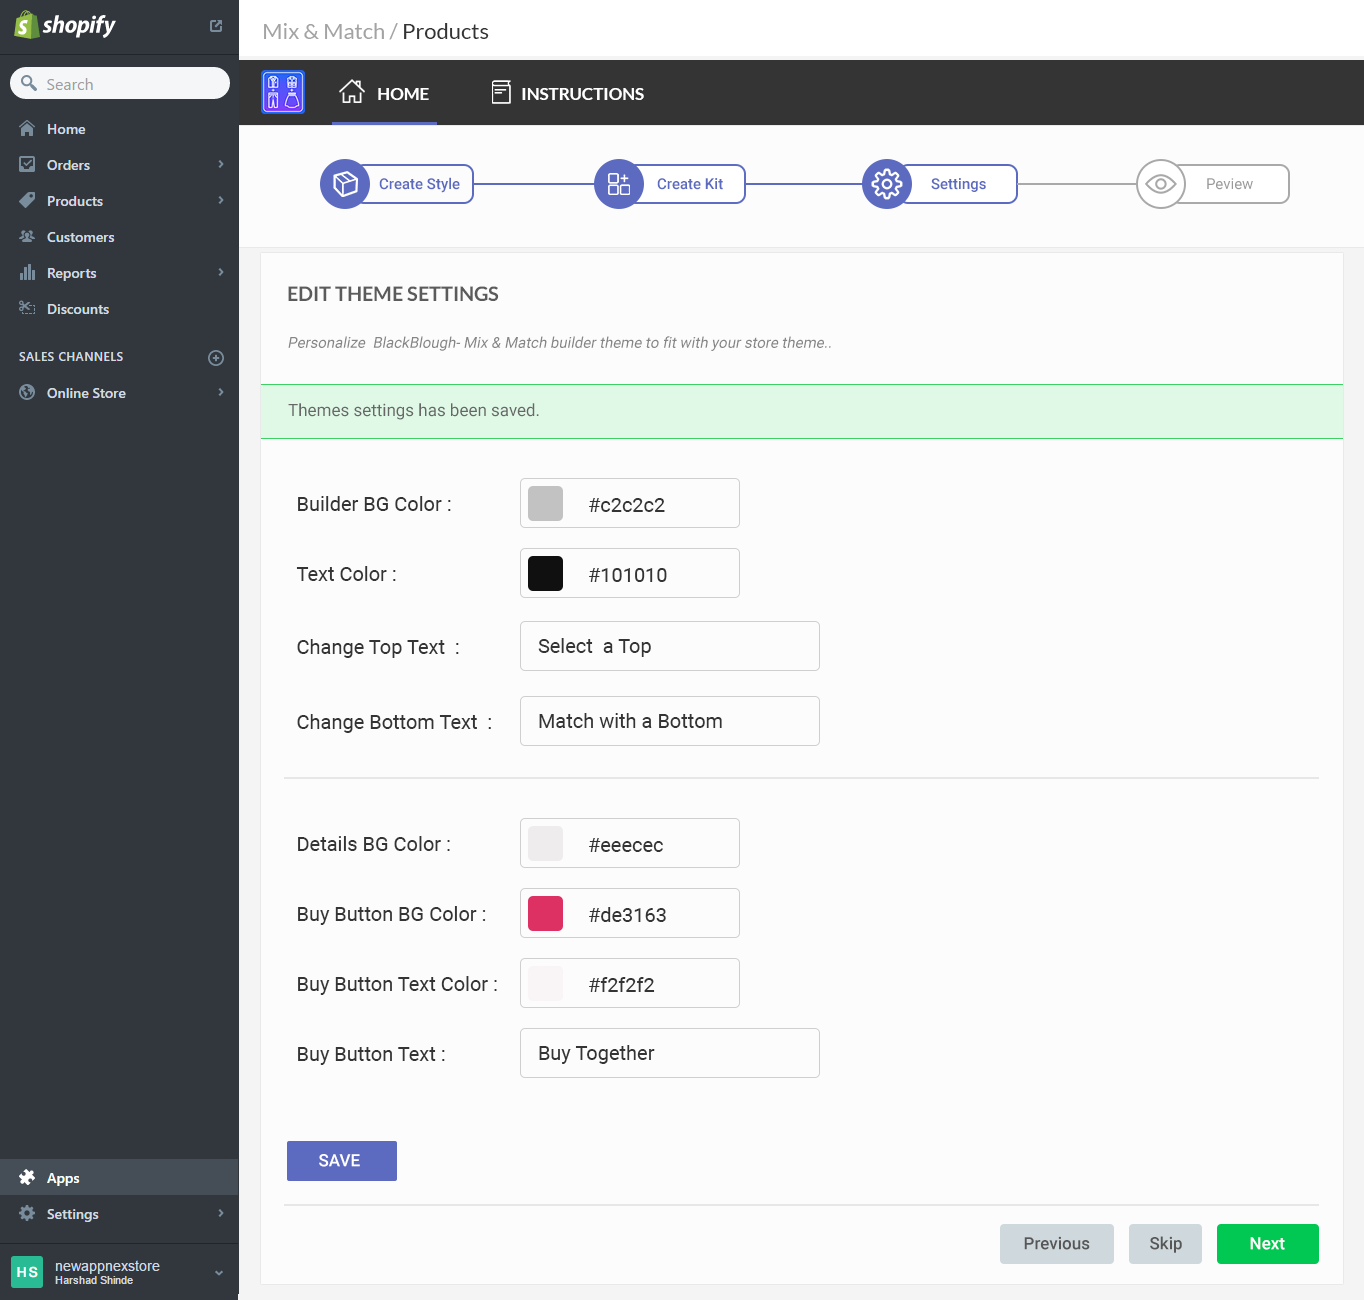 shopify
Search
Home
Orders
Products
Customers
Reports
Discounts
SALES CHANNELS
Online Store
Apps
Settings
HS
newappnexstore
Harshad Shinde
Mix & Match / Products
HOME
INSTRUCTIONS
Create Style
Create Kit
Settings
Peview
EDIT THEME SETTINGS
Personalize BlackBlough- Mix & Match builder theme to fit with your store theme..
Themes settings has been saved.
Builder BG Color : #c2c2c2
Text Color : #101010
Change Top Text : Select a Top
Change Bottom Text : Match with a Bottom
Details BG Color : #eeecec
Buy Button BG Color : #de3163
Buy Button Text Color : #f2f2f2
Buy Button Text : Buy Together
SAVE
Previous
Skip
Next